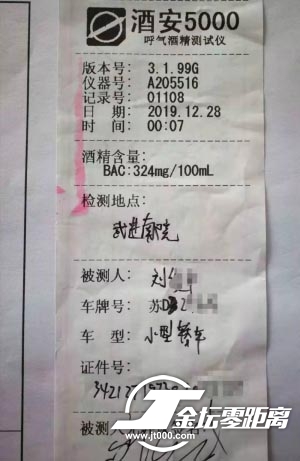 酒安5000
呼气酒精测试仪
版本号: 3.1.99G
仪器号: A205516
记录号: 01108
日 期: 2019.12.28
时 间: 00:07
酒精含量:
BAC:324mg/100mL
检测地点:
武进南院
被测人: 刘
车牌号: 苏D 2
车 型: 小型轿车
证件号:
被测人
金坛零距离
www.jt000.com